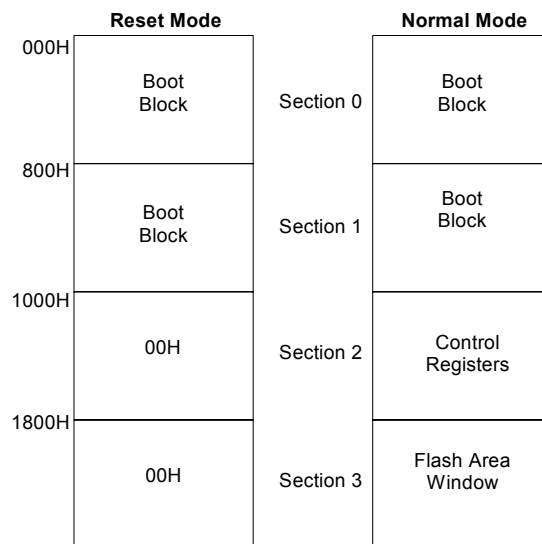 Reset Mode
Normal Mode
000H
Boot
Block
Section 0
Boot
Block
800H
Boot
Block
Section 1
Boot
Block
1000H
00H
Section 2
Control
Registers
1800H
00H
Section 3
Flash Area
Window